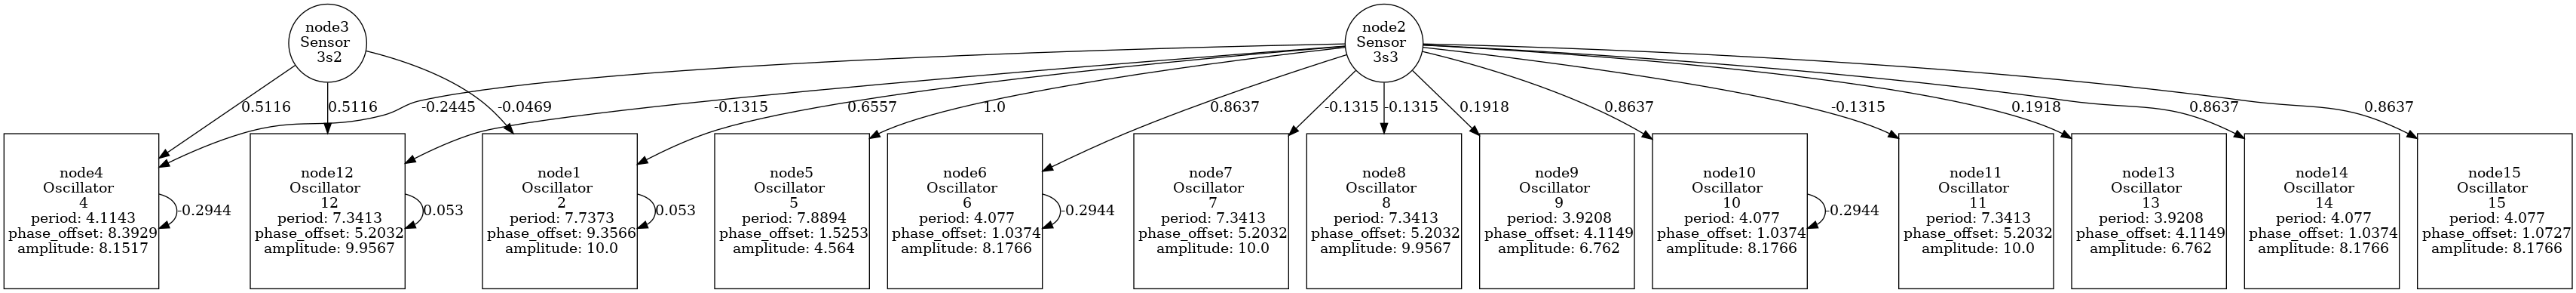 node3
Sensor
3s2
node2
Sensor
3s3
0.5116
0.5116
-0.2445
-0.0469
-0.1315
0.6557
1.0
0.8637
-0.1315
-0.1315
0.1918
0.8637
-0.1315
0.1918
0.8637
0.8637
node4
Oscillator
4
period: 4.1143
phase_offset: 8.3929
amplitude: 8.1517
-0.2944
node12
Oscillator
12
period: 7.3413
phase_offset: 5.2032
amplitude: 9.9567
0.053
node1
Oscillator
2
period: 7.7373
phase_offset: 9.3566
amplitude: 10.0
0.053
node5
Oscillator
5
period: 7.8894
phase_offset: 1.5253
amplitude: 4.564
node6
Oscillator
6
period: 4.077
phase_offset: 1.0374
amplitude: 8.1766
-0.2944
node7
Oscillator
7
period: 7.3413
phase_offset: 5.2032
amplitude: 10.0
node8
Oscillator
8
period: 7.3413
phase_offset: 5.2032
amplitude: 9.9567
node9
Oscillator
9
period: 3.9208
phase_offset: 4.1149
amplitude: 6.762
node10
Oscillator
10
period: 4.077
phase_offset: 1.0374
amplitude: 8.1766
-0.2944
node11
Oscillator
11
period: 7.3413
phase_offset: 5.2032
amplitude: 10.0
node13
Oscillator
13
period: 3.9208
phase_offset: 4.1149
amplitude: 6.762
node14
Oscillator
14
period: 4.077
phase_offset: 1.0374
amplitude: 8.1766
node15
Oscillator
15
period: 4.077
phase_offset: 1.0727
amplitude: 8.1766